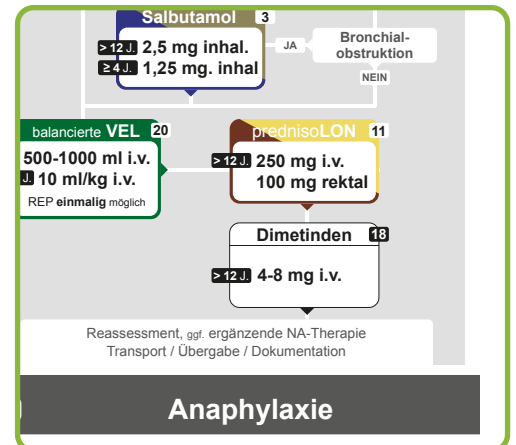 Salbutamol 3
> 12 J. 2,5 mg inhal.
≥ 4 J. 1,25 mg. inhal
JA
Bronchial-
obstruktion
NEIN
balancierte VEL 20
500-1000 ml i.v.
J. 10 ml/kg i.v.
REP einmalig möglich
prednisoLON 11
> 12 J. 250 mg i.v.
100 mg rektal
Dimetinden 18
> 12 J. 4-8 mg i.v.
Reassessment, ggf. ergänzende NA-Therapie
Transport / Übergabe / Dokumentation
Anaphylaxie